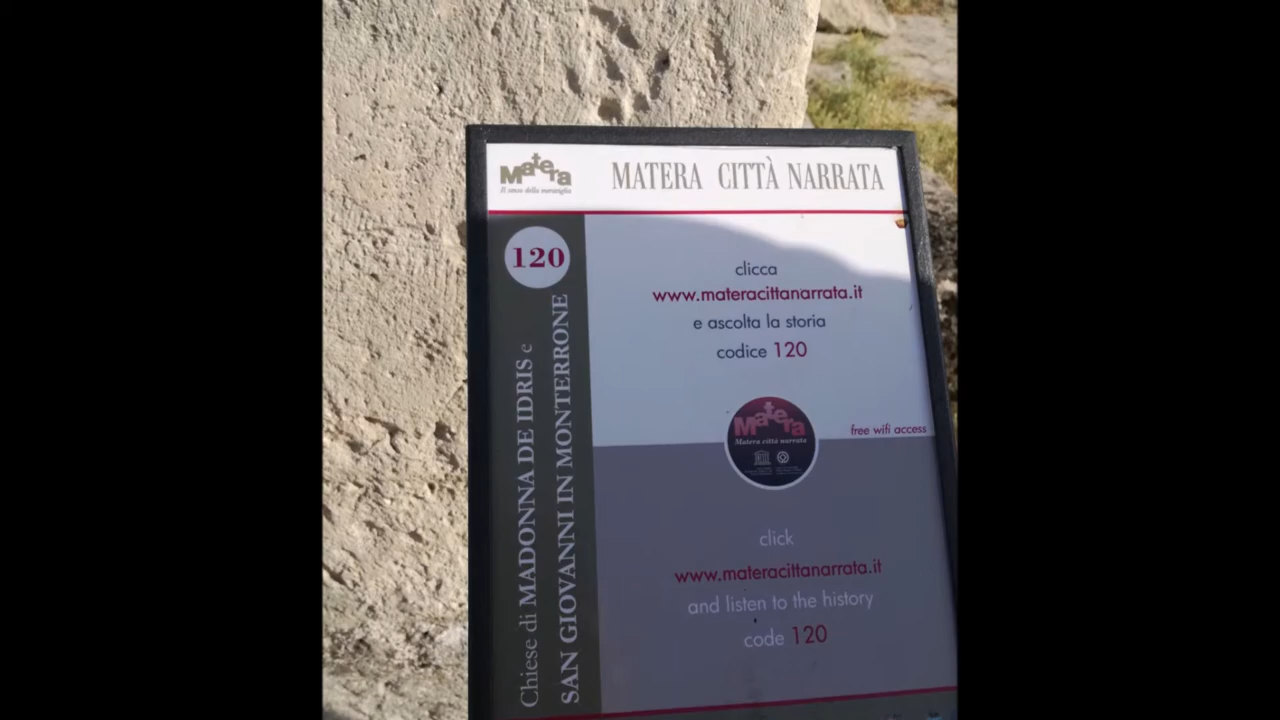 Matera
Il senso della meraviglia
MATERA CITTÀ NARRATA
120
Chiese di MADONNA DE IDRIS e
SAN GIOVANNI IN MONTERRONE
clicca
www.materacittanarrata.it
e ascolta la storia
codice 120
Matera
Matera città narrata
free wifi access
click
www.materacittanarrata.it
and listen to the history
code 120